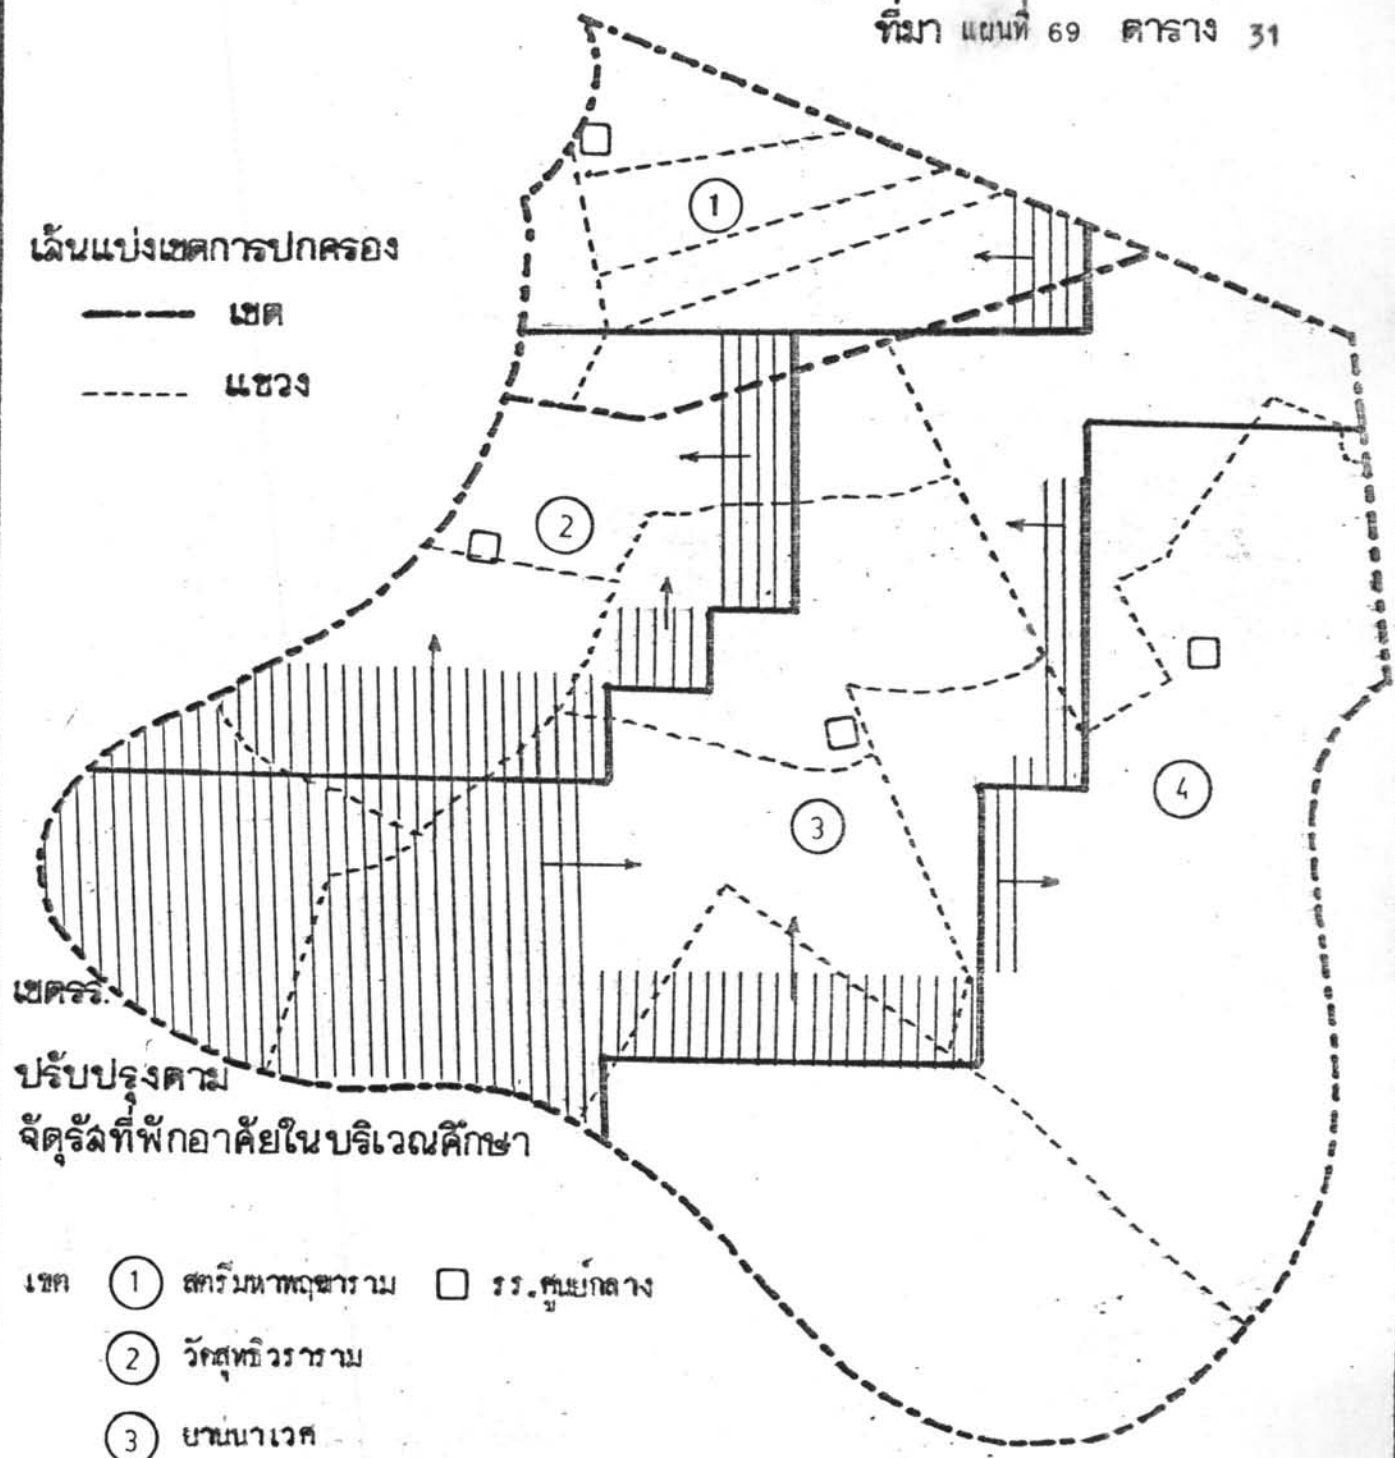 ที่มา แผนที่ 69 ตาราง 31
1
เส้นแบ่งเขตการปกครอง
เขต
แขวง
2
3
4
เขตรร.
ปรับปรุงตาม
จัตุรัสที่พักอาศัยในบริเวณศึกษา
เขต 1 สตรีมหาพฤฒาราม รร.ศูนย์กลาง
2 วัดสุทธิวราราม
3 ยานนาเวศ